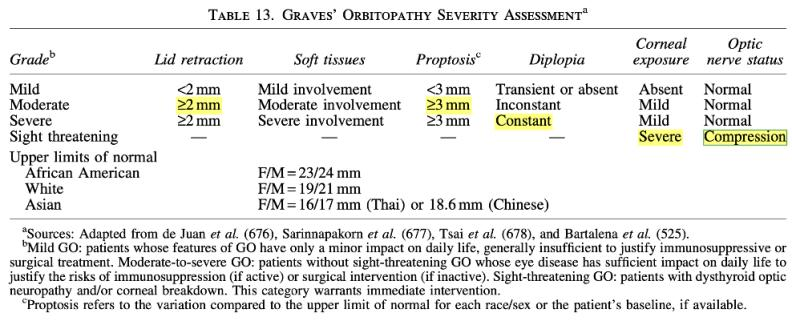 TABLE 13. GRAVES' ORBITOPATHY SEVERITY ASSESSMENTa
Corneal Optic
Gradeb Lid retraction Soft tissues Proptosisc Diplopia exposure nerve status
Mild <2 mm Mild involvement <3 mm Transient or absent Absent Normal
Moderate ≥2 mm Moderate involvement ≥3 mm Inconstant Mild Normal
Severe ≥2 mm Severe involvement ≥3 mm Constant Mild Normal
Sight threatening — — — — Severe Compression
Upper limits of normal
African American F/M = 23/24 mm
White F/M = 19/21 mm
Asian F/M = 16/17 mm (Thai) or 18.6 mm (Chinese)
aSources: Adapted from de Juan et al. (676), Sarinnapakorn et al. (677), Tsai et al. (678), and Bartalena et al. (525).
bMild GO: patients whose features of GO have only a minor impact on daily life, generally insufficient to justify immunosuppressive or
surgical treatment. Moderate-to-severe GO: patients without sight-threatening GO whose eye disease has sufficient impact on daily life to
justify the risks of immunosuppression (if active) or surgical intervention (if inactive). Sight-threatening GO: patients with dysthyroid optic
neuropathy and/or corneal breakdown. This category warrants immediate intervention.
cProptosis refers to the variation compared to the upper limit of normal for each race/sex or the patient's baseline, if available.